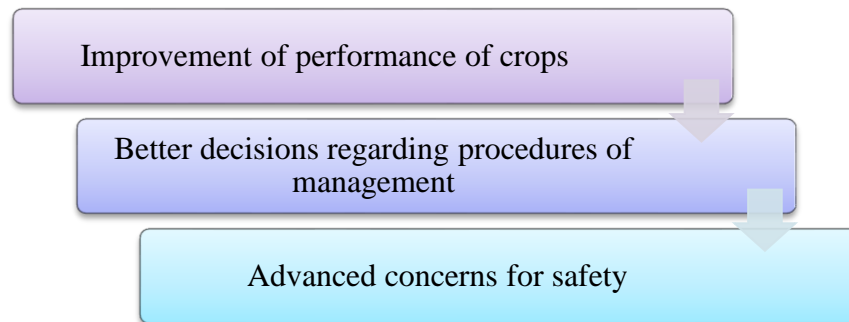 Improvement of performance of crops
Better decisions regarding procedures of
management
Advanced concerns for safety